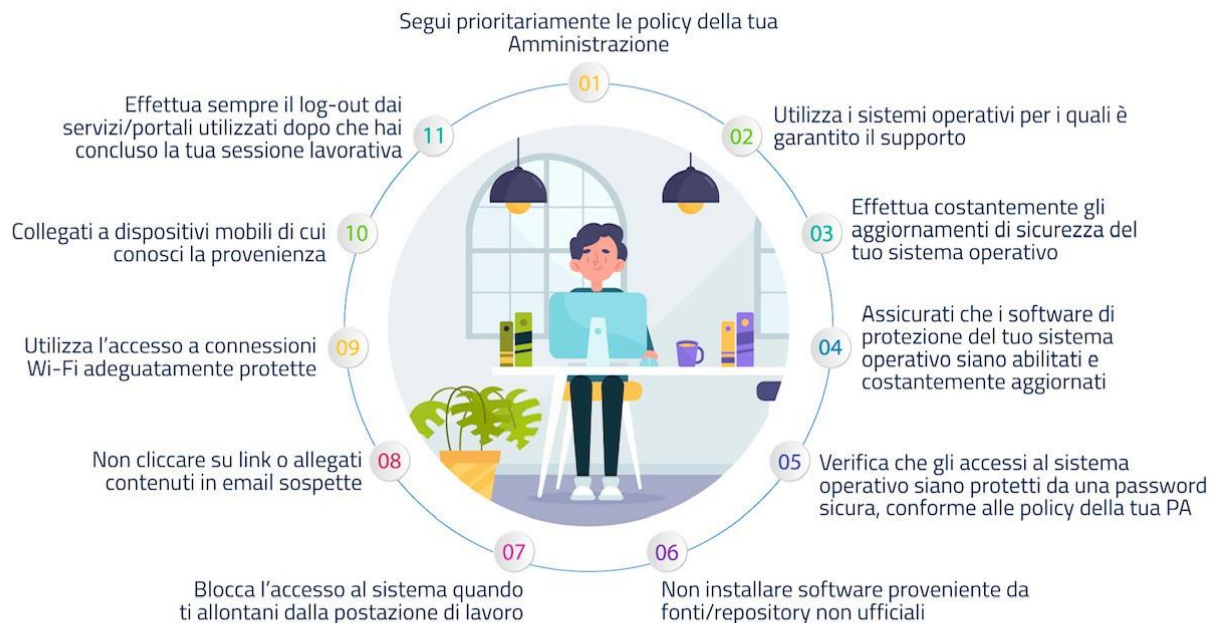 Segui prioritariamente le policy della tua
Amministrazione
01
Utilizza i sistemi operativi per i quali è
garantito il supporto
02
Effettua costantemente gli
aggiornamenti di sicurezza del
tuo sistema operativo
03
Assicurati che i software di
protezione del tuo sistema
operativo siano abilitati e
costantemente aggiornati
04
Verifica che gli accessi al sistema
operativo siano protetti da una password
sicura, conforme alle policy della tua PA
05
Non installare software proveniente da
fonti/repository non ufficiali
06
Blocca l’accesso al sistema quando
ti allontani dalla postazione di lavoro
07
Non cliccare su link o allegati
contenuti in email sospette
08
Utilizza l’accesso a connessioni
Wi-Fi adeguatamente protette
09
Collegati a dispositivi mobili di cui
conosci la provenienza
10
Effettua sempre il log-out dai
servizi/portali utilizzati dopo che hai
concluso la tua sessione lavorativa
11